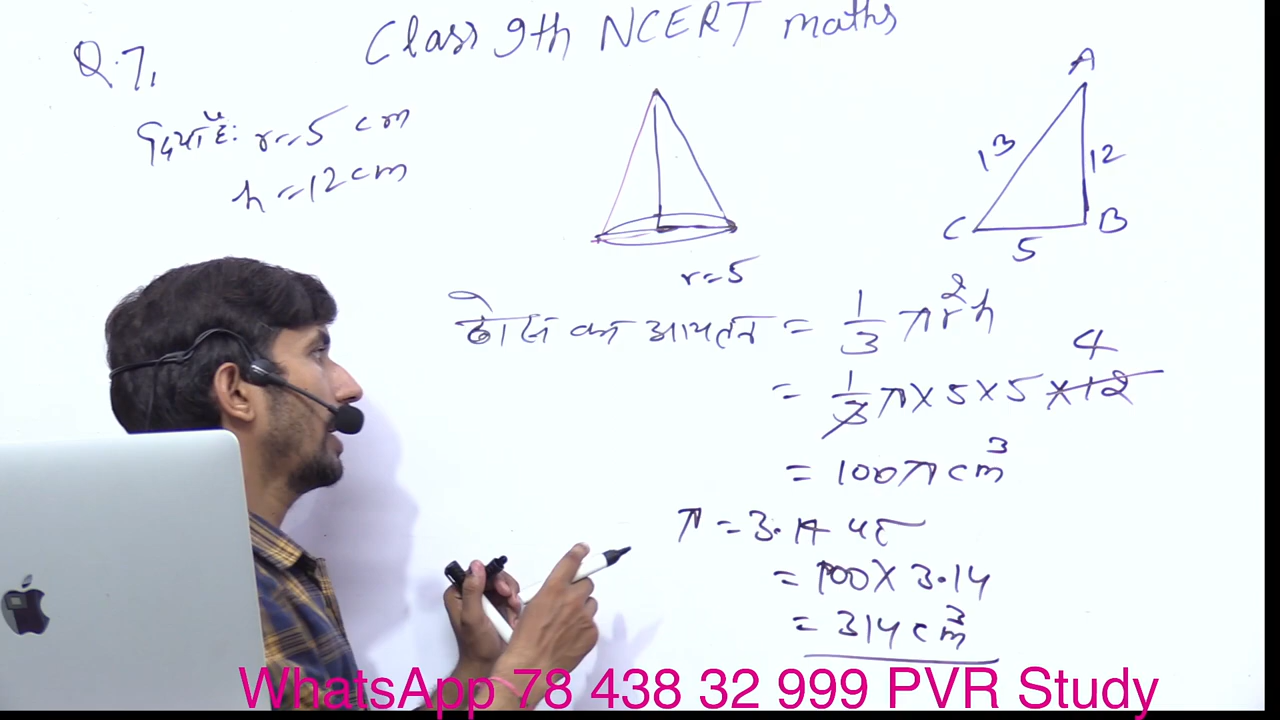 Class 9th NCERT maths
Q.7,
दिया है: r=5 cm
h=12cm
r=5
A
13
12
C
B
5
ठोस का आयतन = 1/3 πr²h
= 1/3 π×5×5×12
4
= 100π cm³
π=3.14 पर
= 100×3.14
= 314 cm³
WhatsApp 78 438 32 999 PVR Study